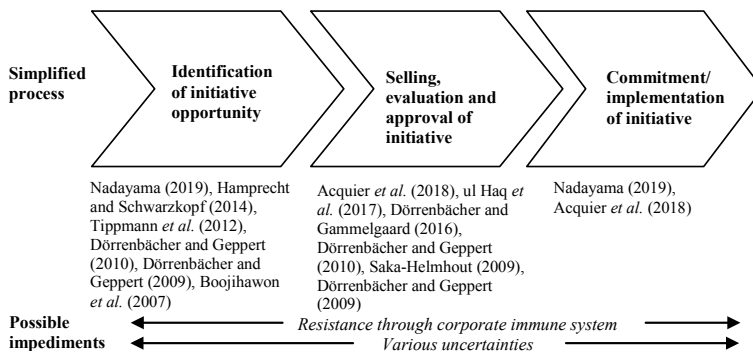 Simplified
process
Identification
of initiative
opportunity
Selling,
evaluation and
approval of
initiative
Commitment/
implementation
of initiative
Nadayama (2019), Hamprecht
and Schwarzkopf (2014),
Tippmann et al. (2012),
Dörrenbächer and Geppert
(2010), Dörrenbächer and
Geppert (2009), Boojihawon
et al. (2007)
Acquier et al. (2018), ul Haq et
al. (2017), Dörrenbächer and
Gammelgaard (2016),
Dörrenbächer and Geppert
(2010), Saka-Helmhout (2009),
Dörrenbächer and Geppert
(2009)
Nadayama (2019),
Acquier et al. (2018)
Possible
impediments
Resistance through corporate immune system
Various uncertainties